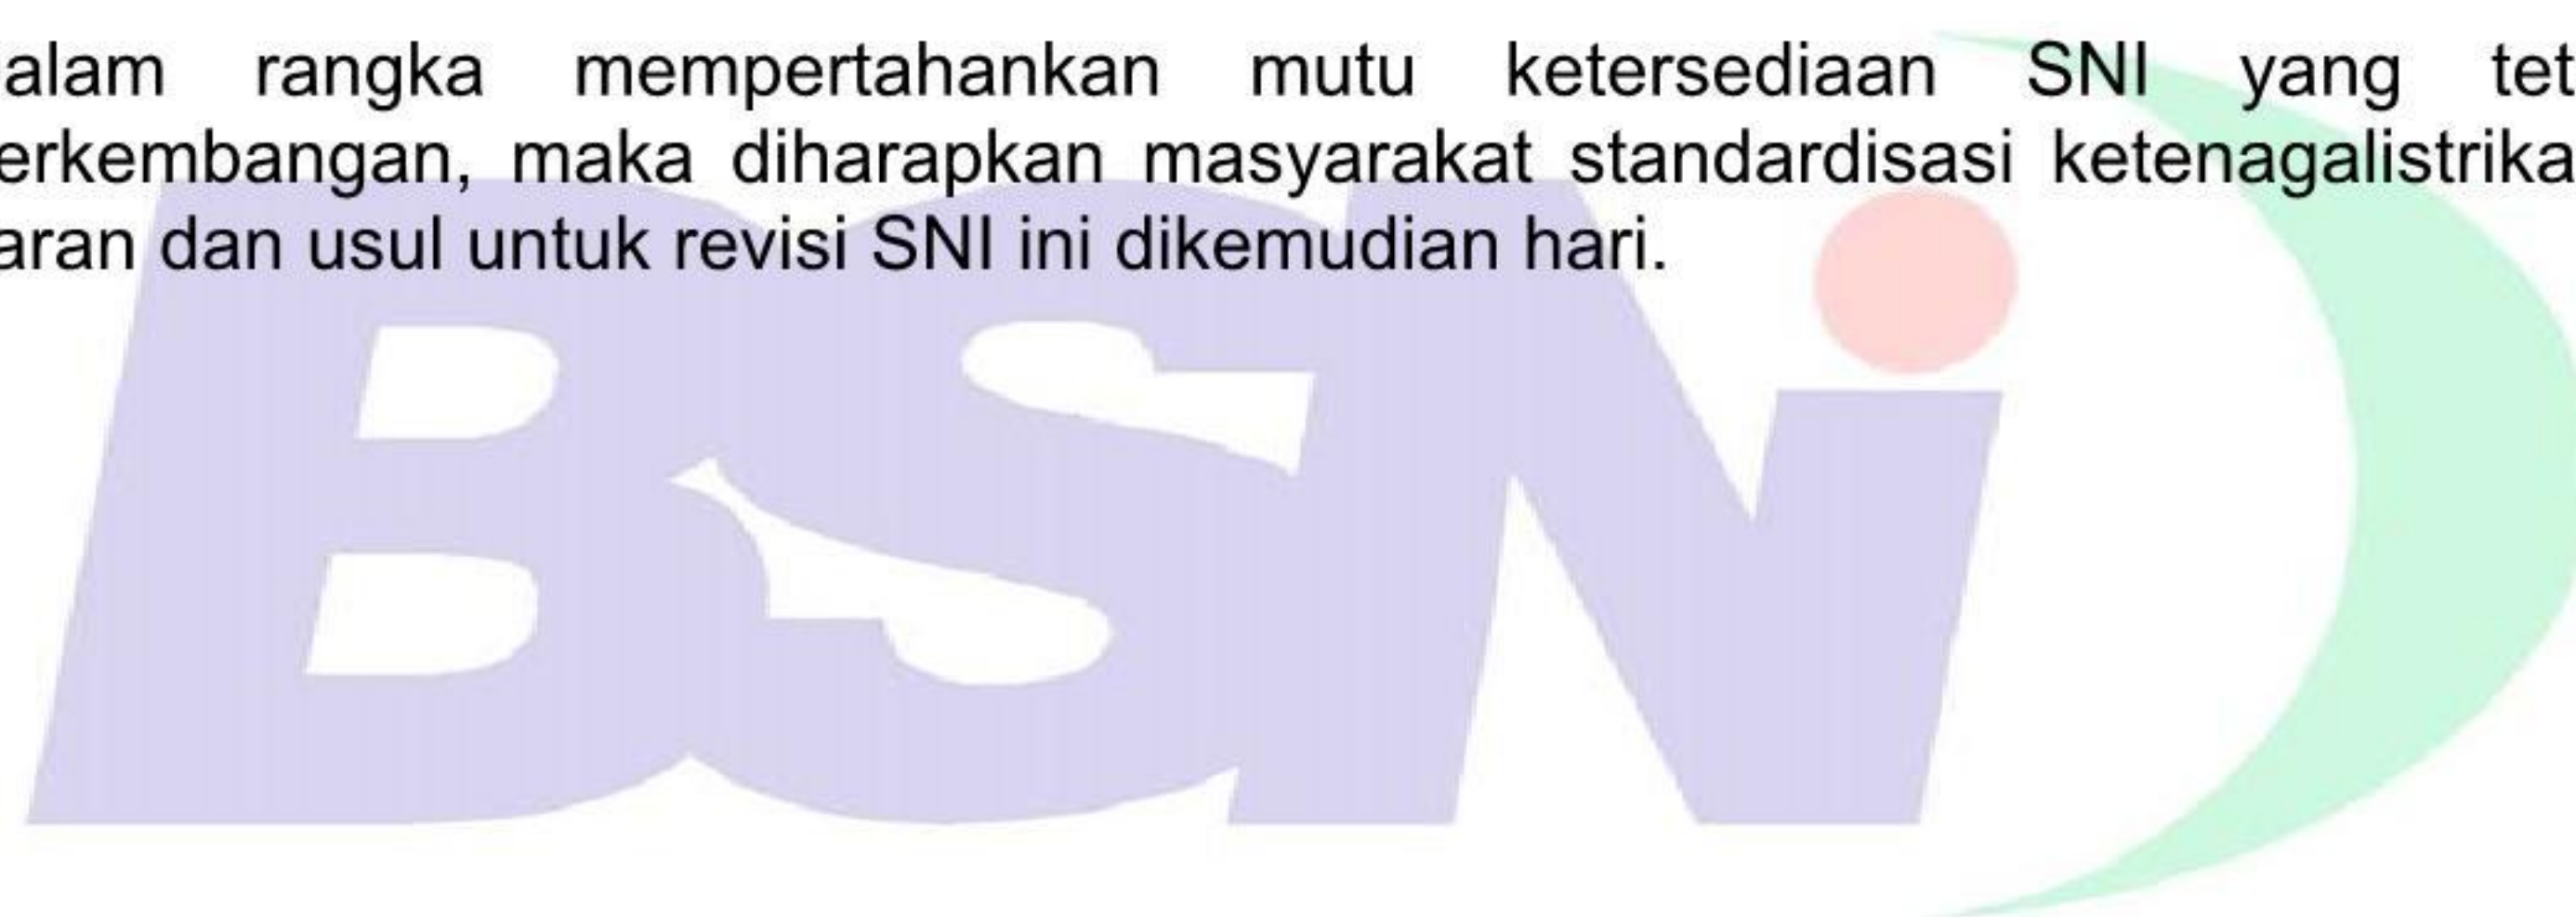 alam rangka mempertahankan mutu ketersediaan SNI yang tet
erkembangan, maka diharapkan masyarakat standardisasi ketenagalistrika
aran dan usul untuk revisi SNI ini dikemudian hari.
BSNi